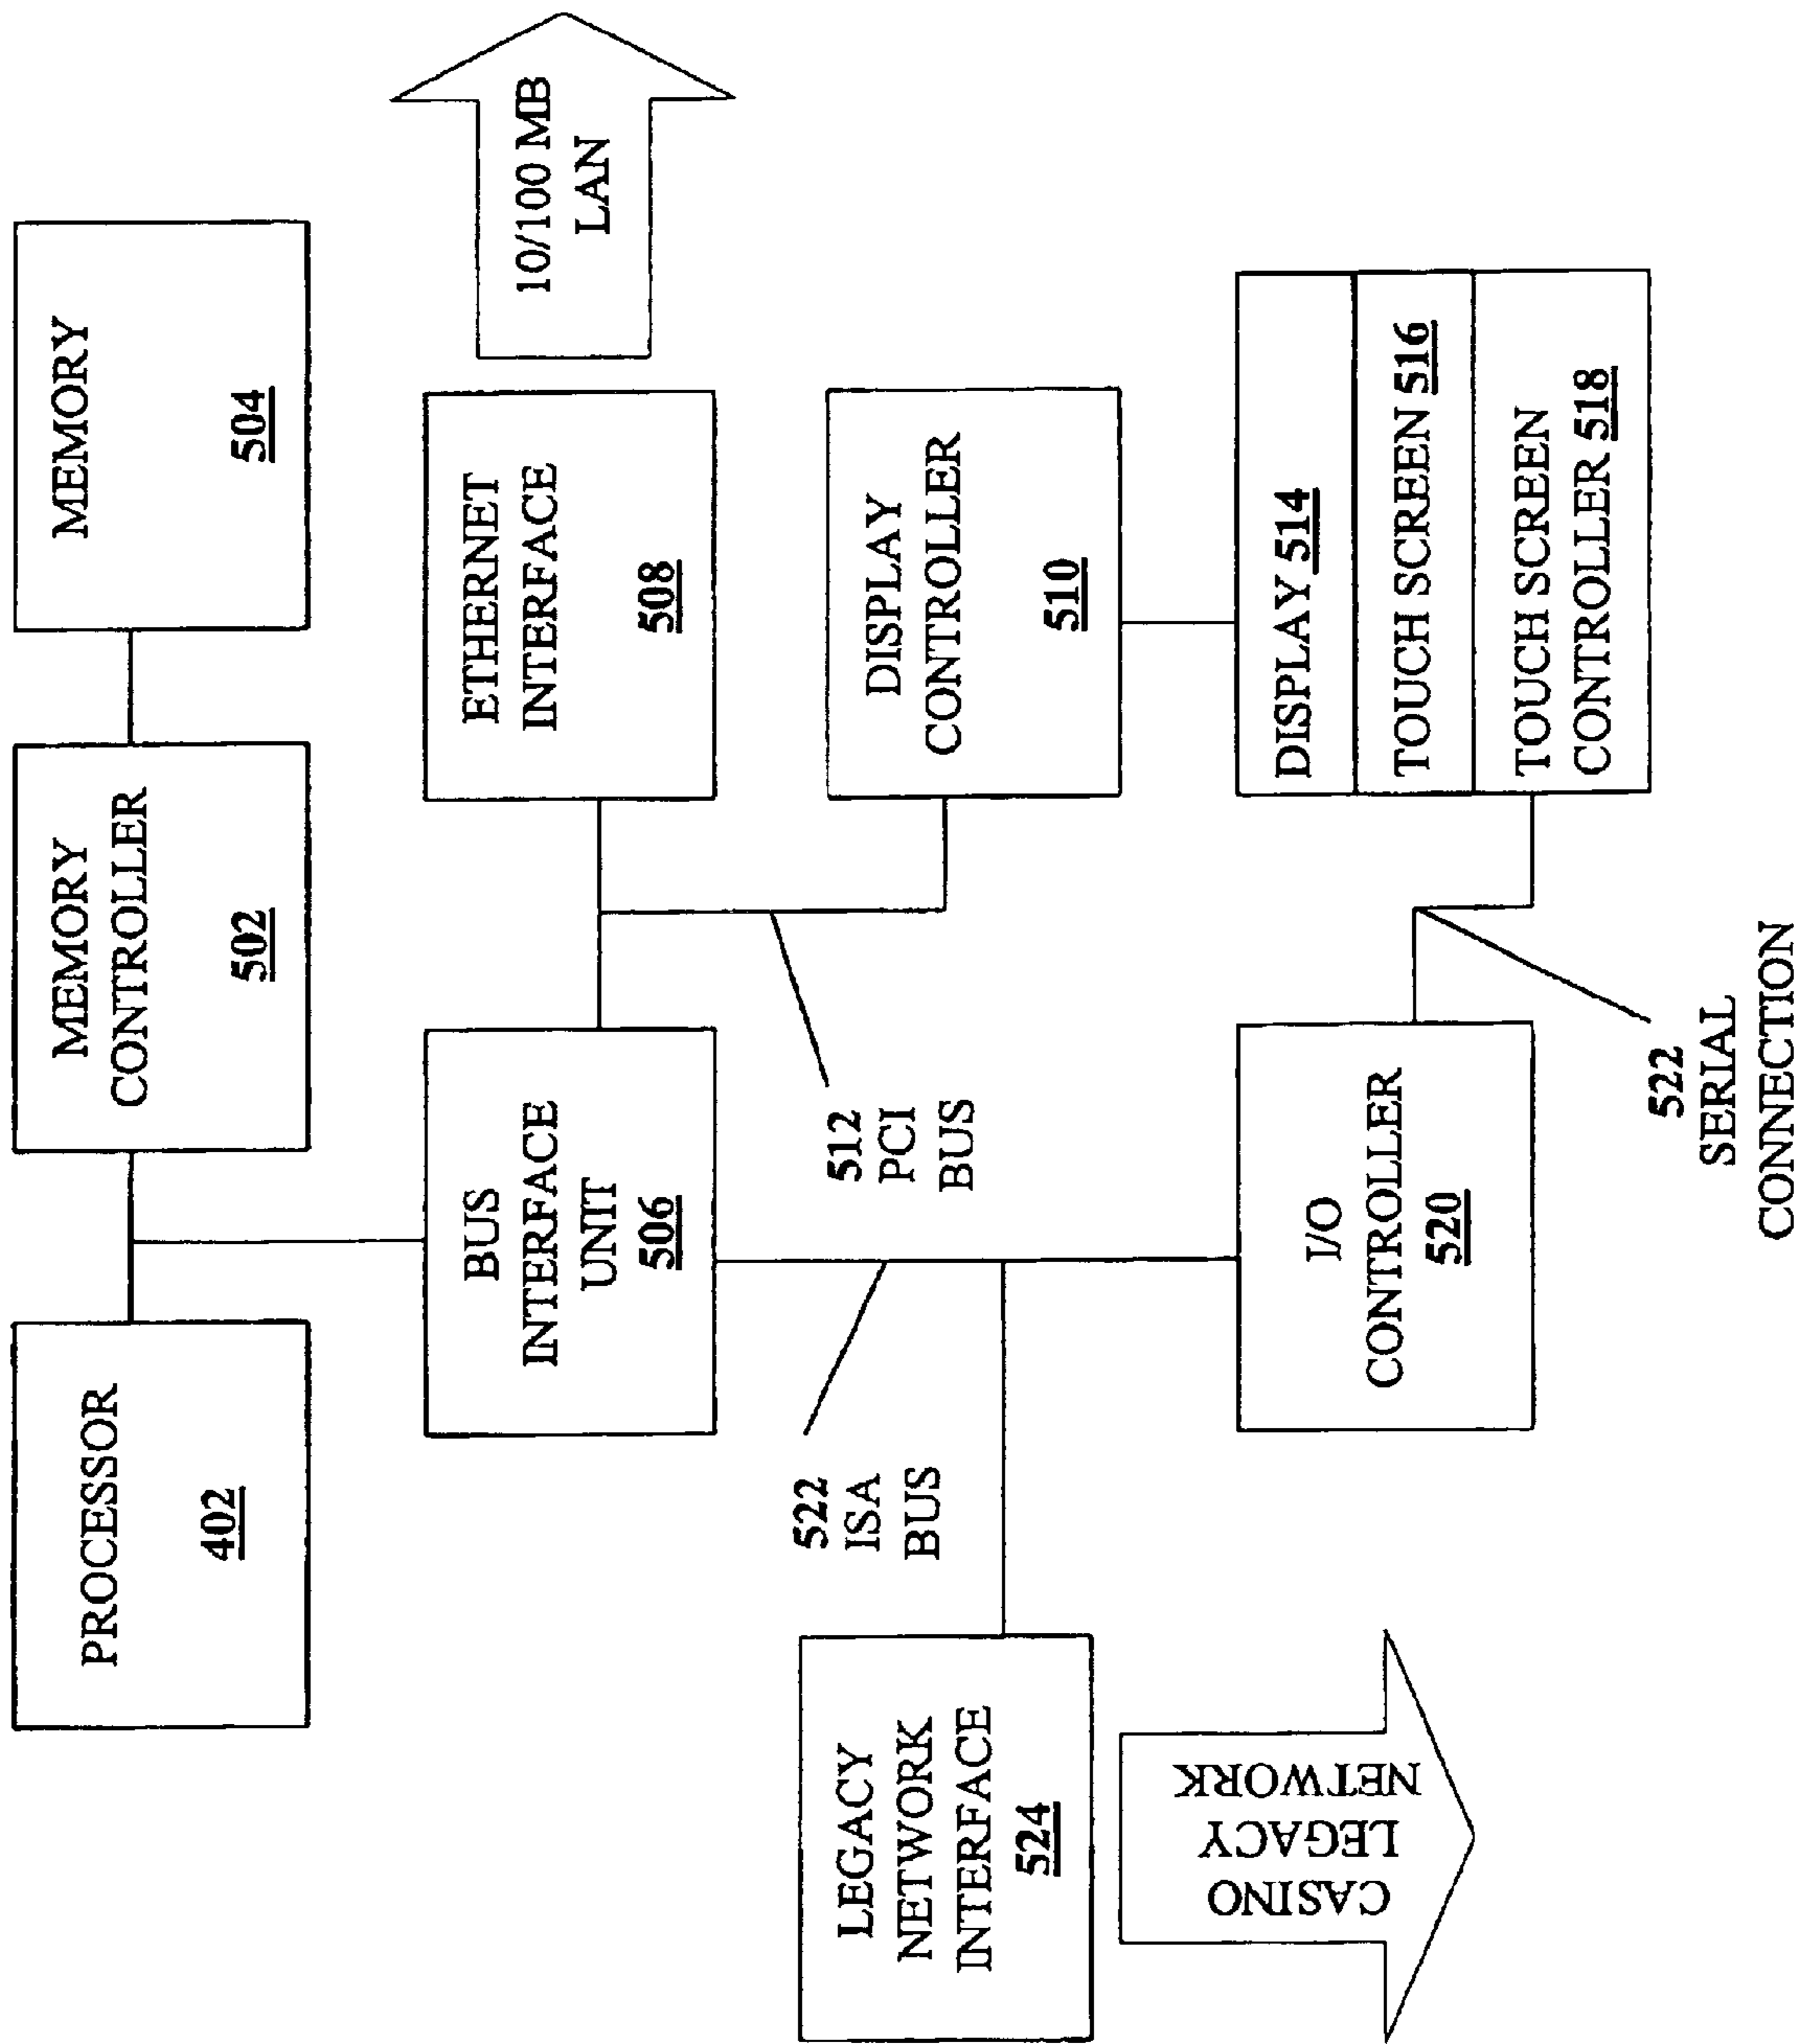 PROCESSOR
402
MEMORY
CONTROLLER
502
MEMORY
504
BUS
INTERFACE
UNIT
506
ETHERNET
INTERFACE
508
10/100 MB
LAN
512
PCI
BUS
DISPLAY
CONTROLLER
510
522
ISA
BUS
LEGACY
NETWORK
INTERFACE
524
CASINO
LEGACY
NETWORK
I/O
CONTROLLER
520
DISPLAY 514
TOUCH SCREEN 516
TOUCH SCREEN
CONTROLLER 518
522
SERIAL
CONNECTION